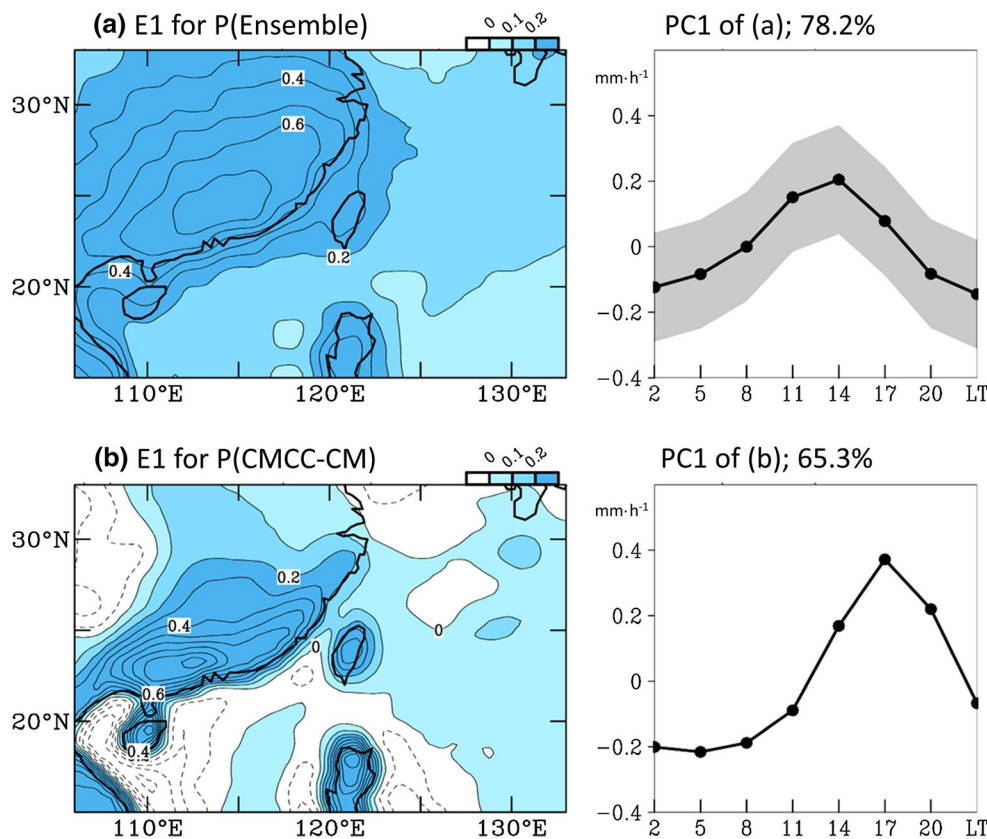 (a) E1 for P(Ensemble)
0 0.1 0.2
PC1 of (a); 78.2%
30°N
20°N
110°E 120°E 130°E
0.4
0.6
0.4
0.2
mm·h⁻¹
0.4
0.2
0
−0.2
−0.4
2 5 8 11 14 17 20 LT
(b) E1 for P(CMCC-CM)
0 0.1 0.2
PC1 of (b); 65.3%
30°N
20°N
110°E 120°E 130°E
0.2
0.4
0
0
0.6
0.4
mm·h⁻¹
0.4
0.2
0
−0.2
−0.4
2 5 8 11 14 17 20 LT